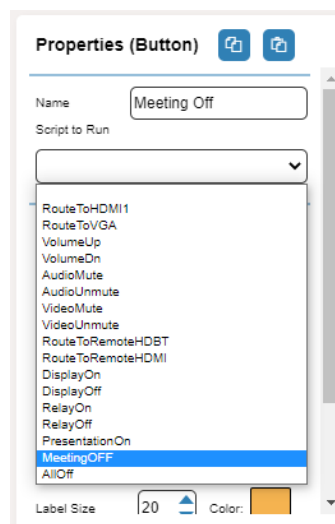 Properties (Button)
Name Meeting Off
Script to Run
RouteToHDMI1
RouteToVGA
VolumeUp
VolumeDn
AudioMute
AudioUnmute
VideoMute
VideoUnmute
RouteToRemoteHDBT
RouteToRemoteHDMI
DisplayOn
DisplayOff
RelayOn
RelayOff
PresentationOn
MeetingOFF
AllOff
Label Size 20 Color: